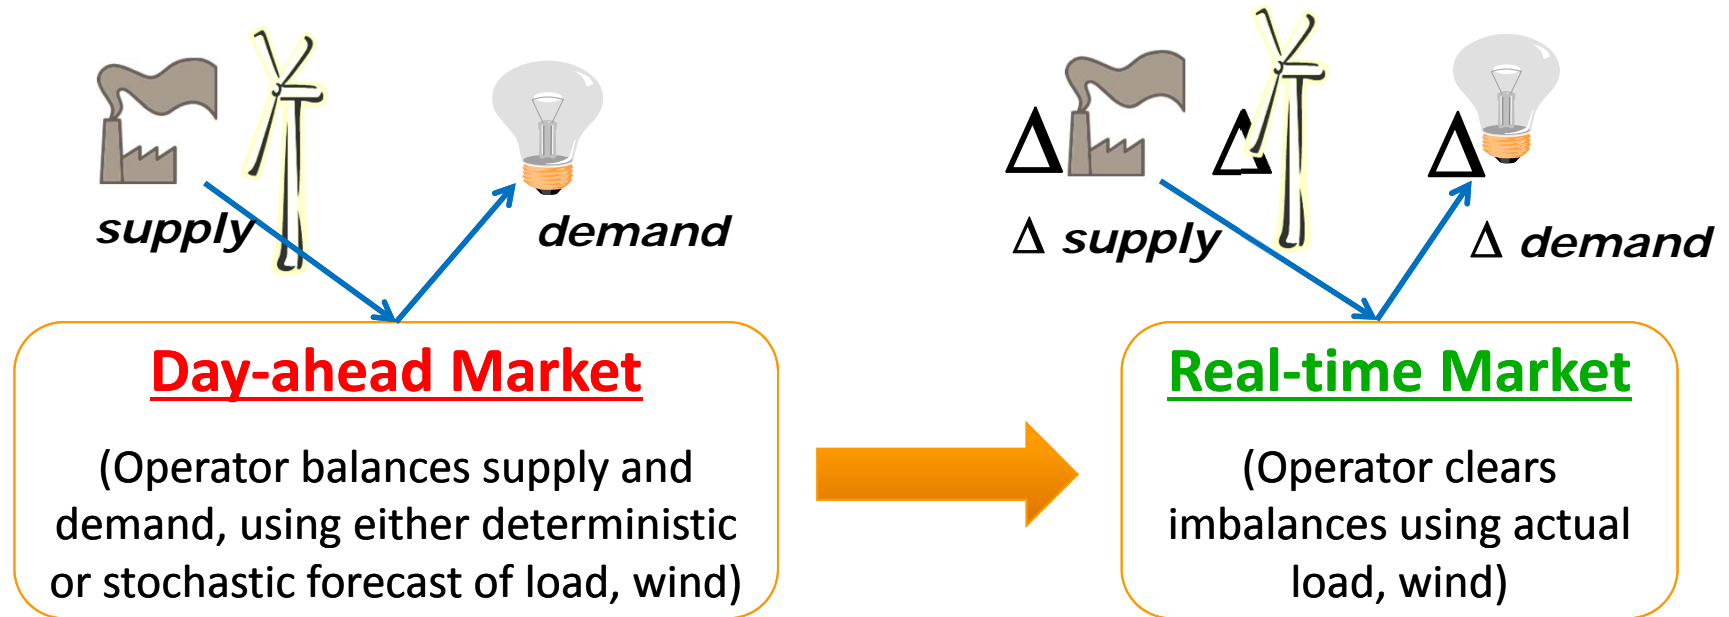 supply
demand
Day-ahead Market
(Operator balances supply and
demand, using either deterministic
or stochastic forecast of load, wind)
Δ
Δ
Δ
Δ supply
Δ demand
Real-time Market
(Operator clears
imbalances using actual
load, wind)